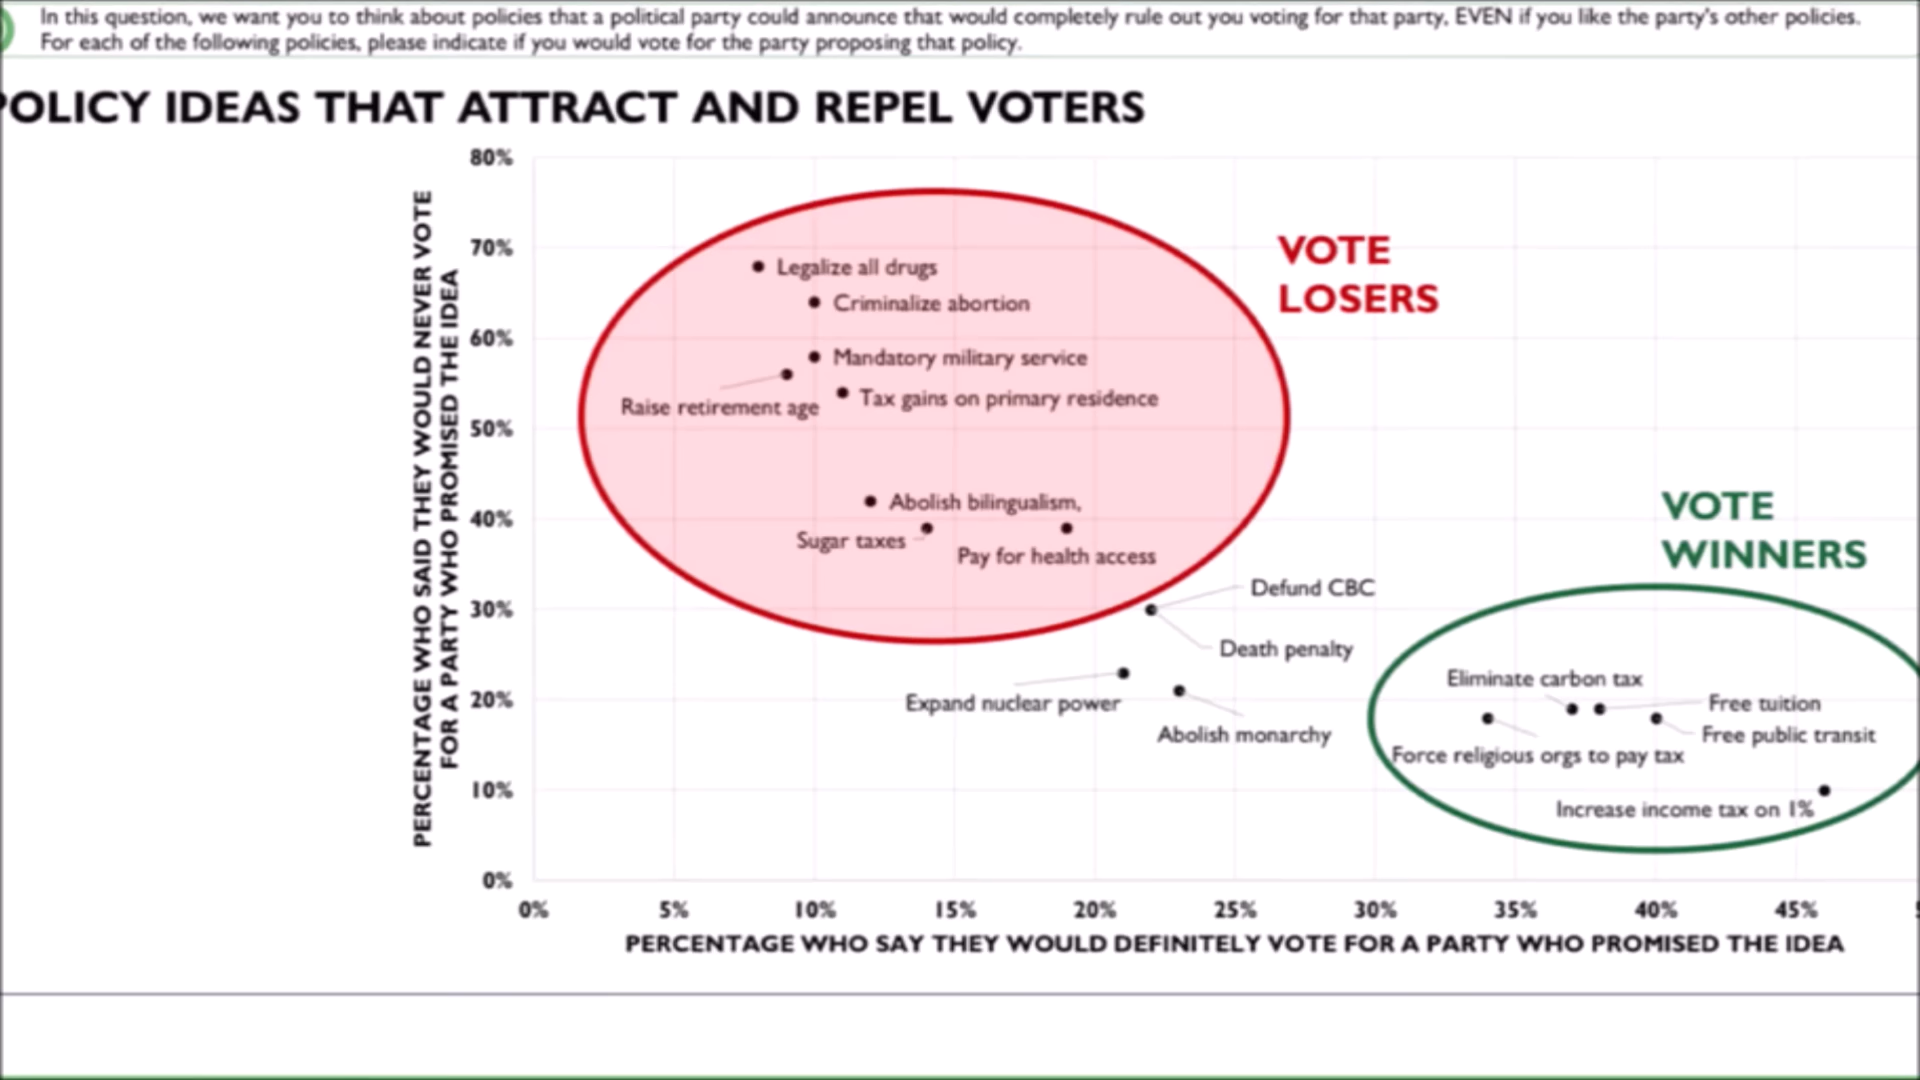 In this question, we want you to think about policies that a political party could announce that would completely rule out you voting for that party, EVEN if you like the party's other policies.
For each of the following policies, please indicate if you would vote for the party proposing that policy.
POLICY IDEAS THAT ATTRACT AND REPEL VOTERS
PERCENTAGE WHO SAID THEY WOULD NEVER VOTE
FOR A PARTY WHO PROMISED THE IDEA
80%
70%
60%
50%
40%
30%
20%
10%
0%
VOTE
LOSERS
Legalize all drugs
Criminalize abortion
Mandatory military service
Raise retirement age
Tax gains on primary residence
Abolish bilingualism,
Sugar taxes
Pay for health access
Defund CBC
Death penalty
Expand nuclear power
Abolish monarchy
VOTE
WINNERS
Eliminate carbon tax
Free tuition
Free public transit
Force religious orgs to pay tax
Increase income tax on 1%
0%
5%
10%
15%
20%
25%
30%
35%
40%
45%
PERCENTAGE WHO SAY THEY WOULD DEFINITELY VOTE FOR A PARTY WHO PROMISED THE IDEA